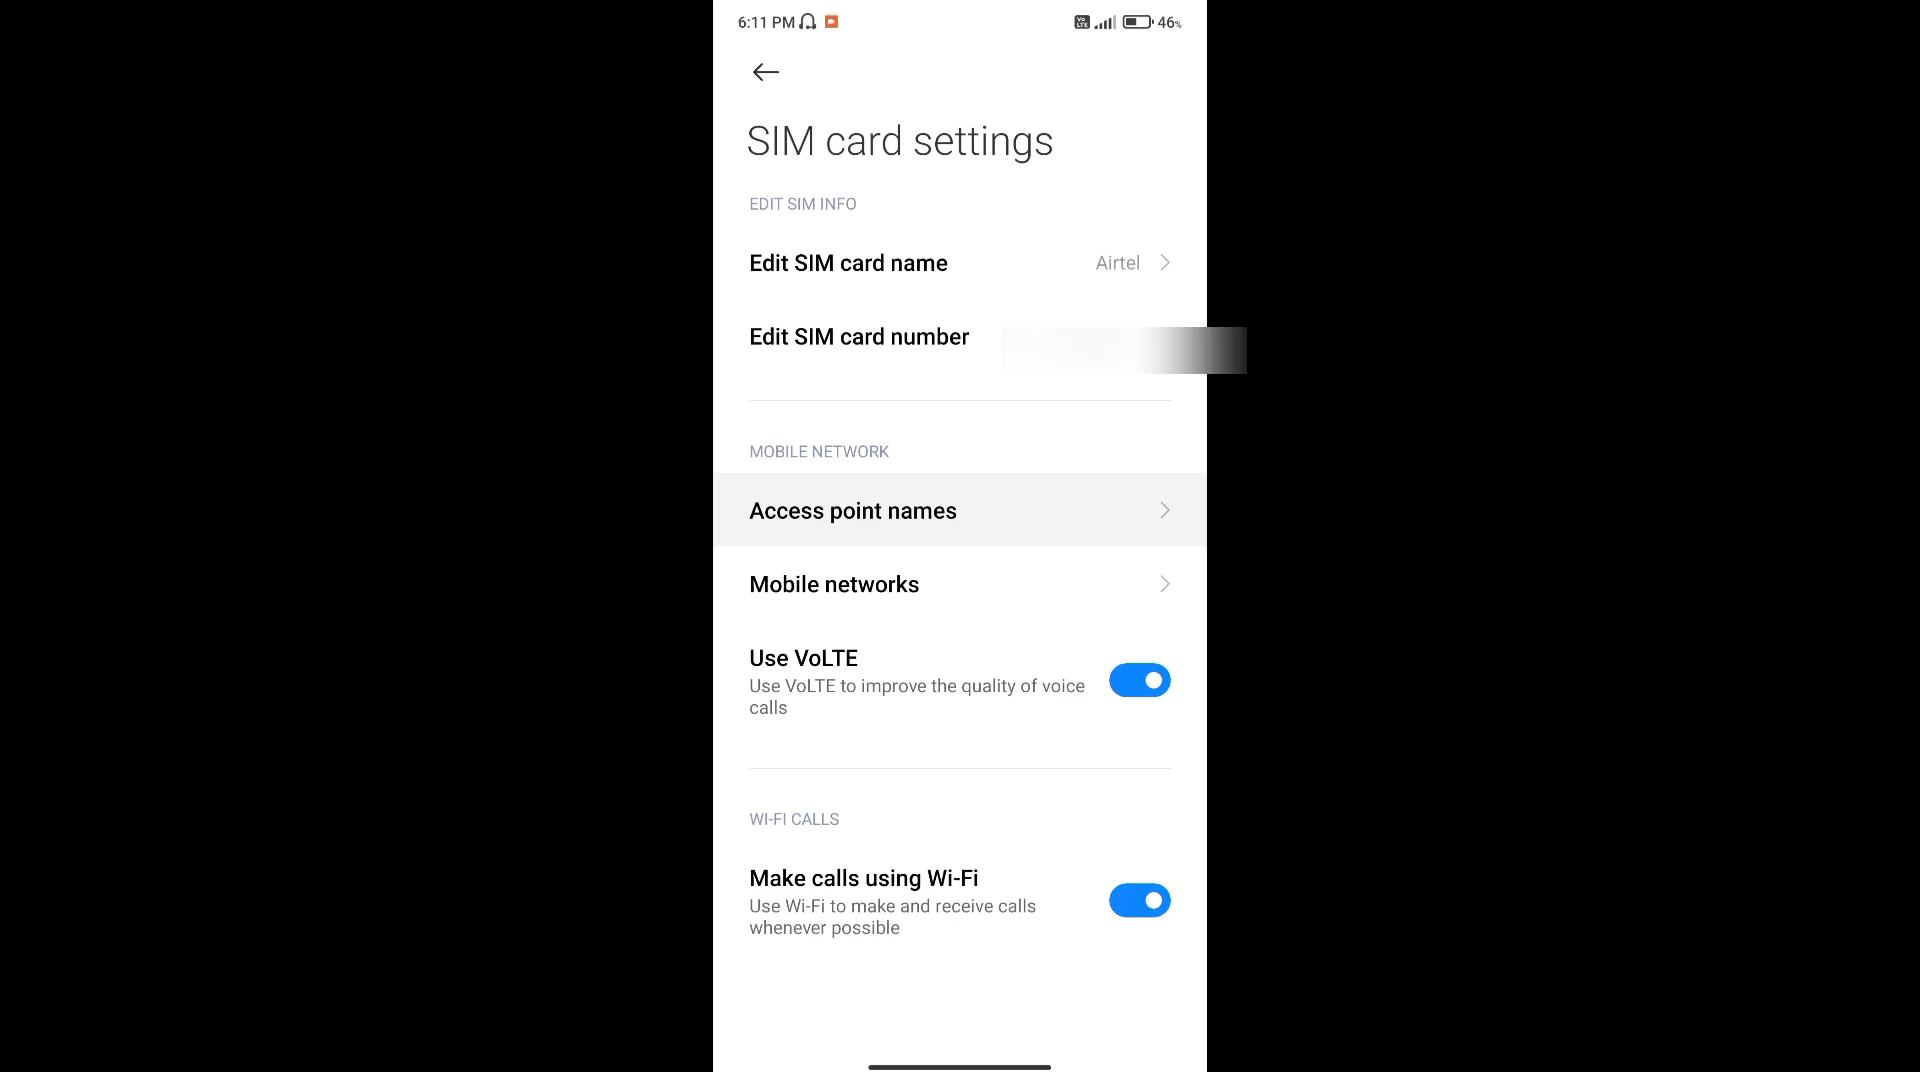 6:11 PM
Vo LTE
46%
SIM card settings
EDIT SIM INFO
Edit SIM card name
Airtel
Edit SIM card number
MOBILE NETWORK
Access point names
Mobile networks
Use VoLTE
Use VoLTE to improve the quality of voice
calls
WI-FI CALLS
Make calls using Wi-Fi
Use Wi-Fi to make and receive calls
whenever possible